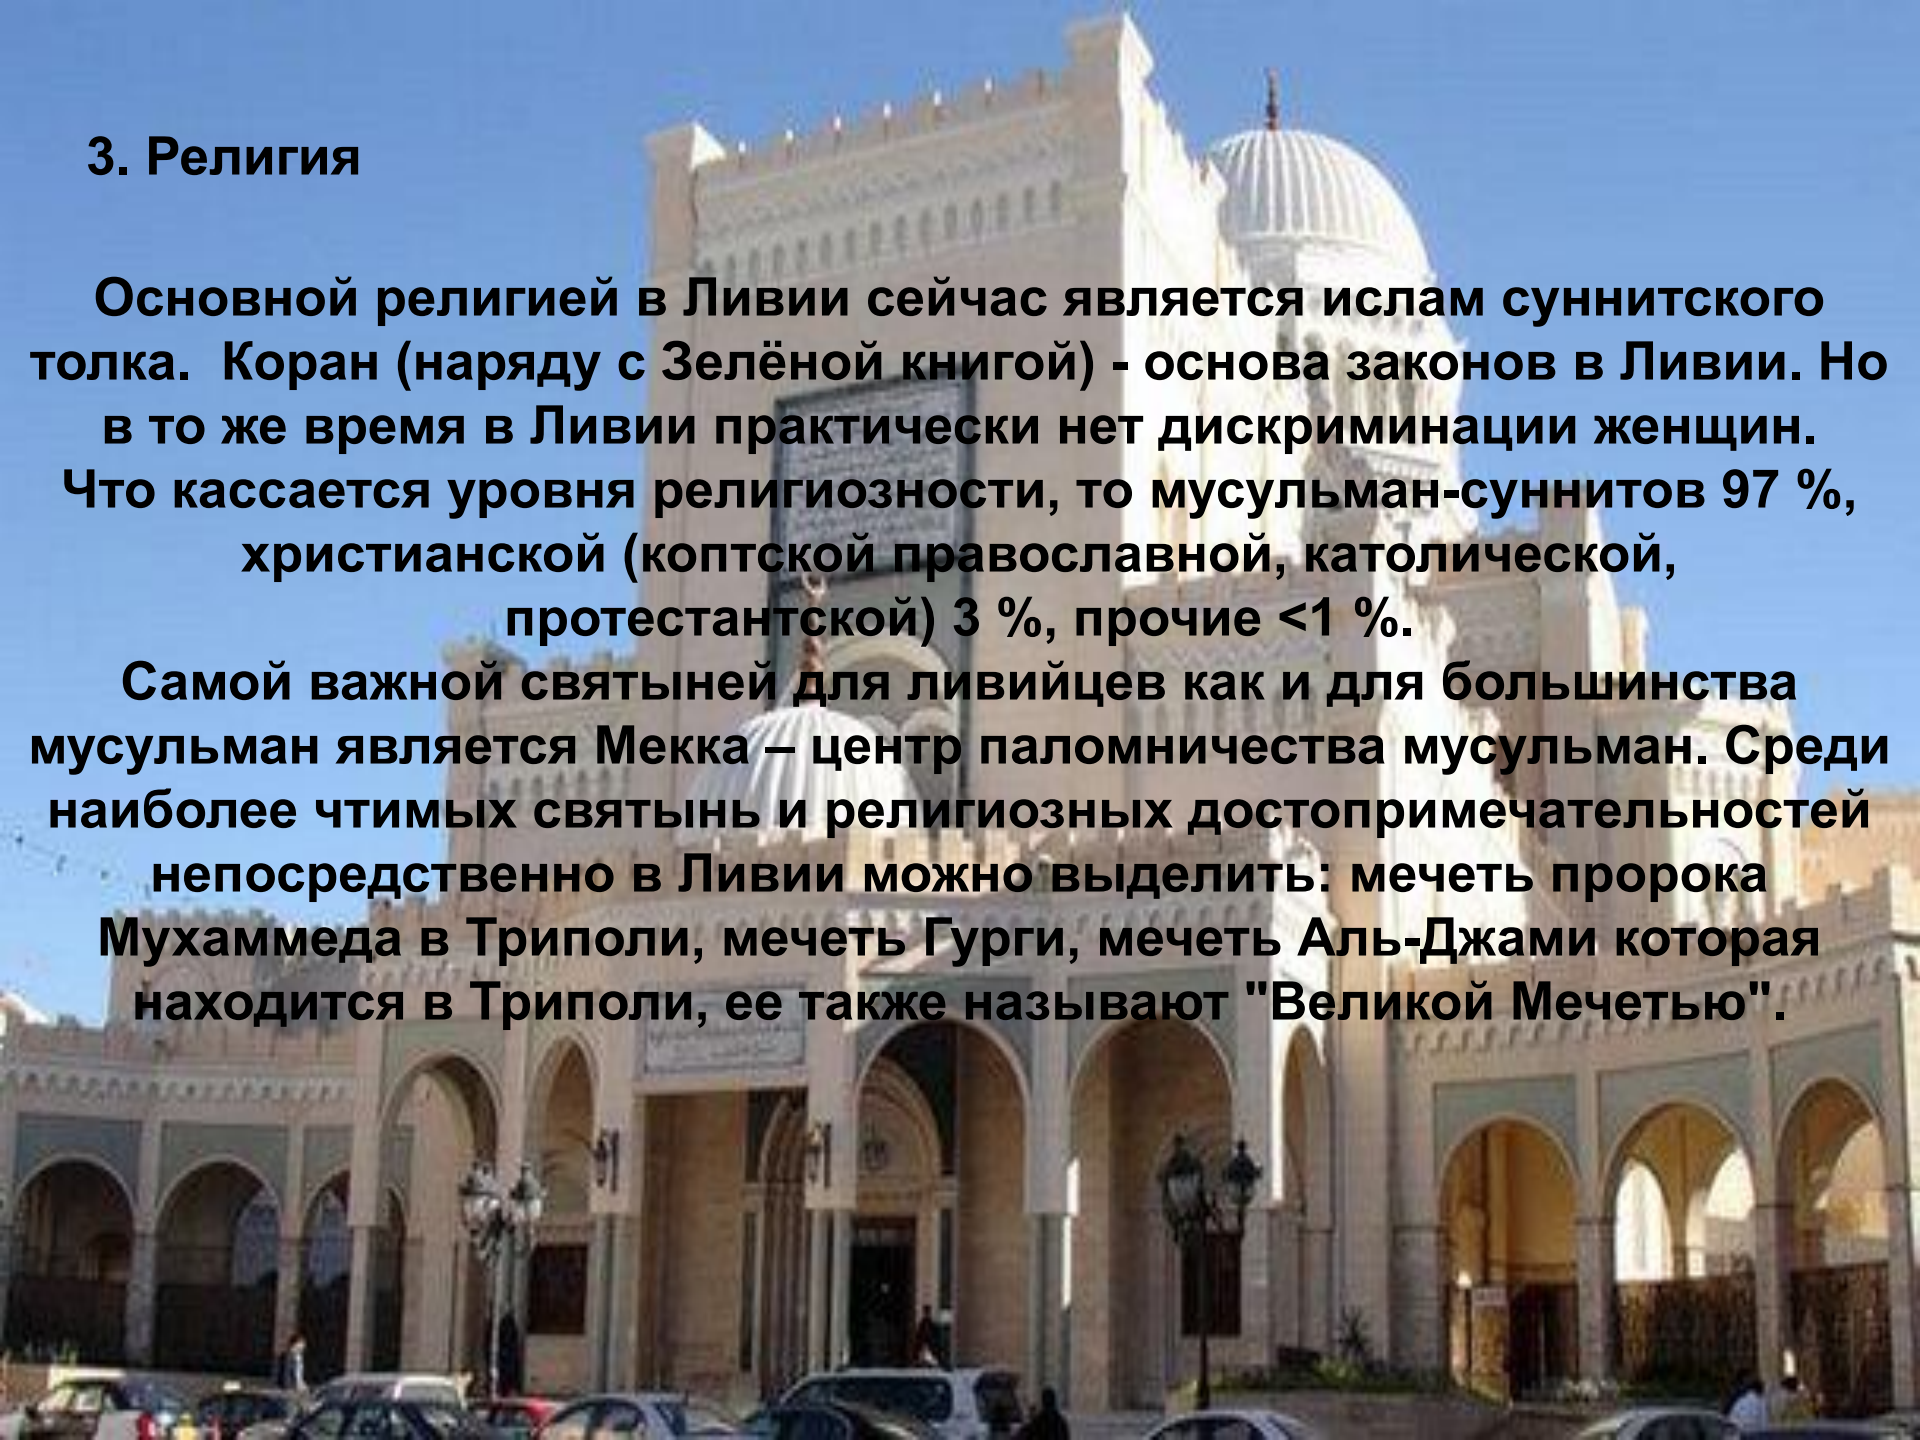 3. Религия
Основной религией в Ливии сейчас является ислам суннитского
толка.  Коран (наряду с Зелёной книгой) - основа законов в Ливии. Но
в то же время в Ливии практически нет дискриминации женщин.
Что кассается уровня религиозности, то мусульман-суннитов 97 %,
христианской (коптской православной, католической,
протестантской) 3 %, прочие <1 %.
Самой важной святыней для ливийцев как и для большинства
мусульман является Мекка – центр паломничества мусульман. Среди
наиболее чтимых святынь и религиозных достопримечательностей
непосредственно в Ливии можно выделить: мечеть пророка
Мухаммеда в Триполи, мечеть Гурги, мечеть Аль-Джами которая
находится в Триполи, ее также называют "Великой Мечетью".